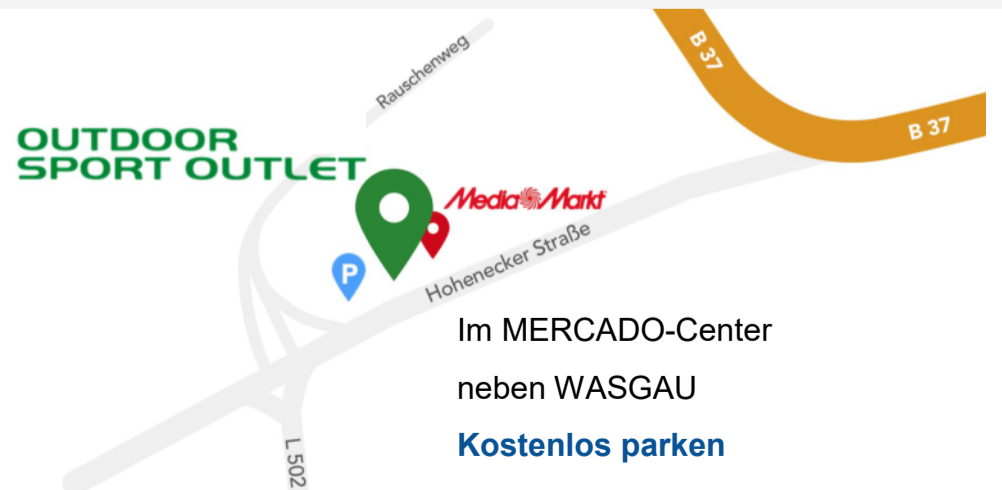 B 37
Rauschenweg
B 37
OUTDOOR
SPORT OUTLET
MediaMarkt
P
Hohenecker Straße
Im MERCADO-Center
neben WASGAU
Kostenlos parken
L 502